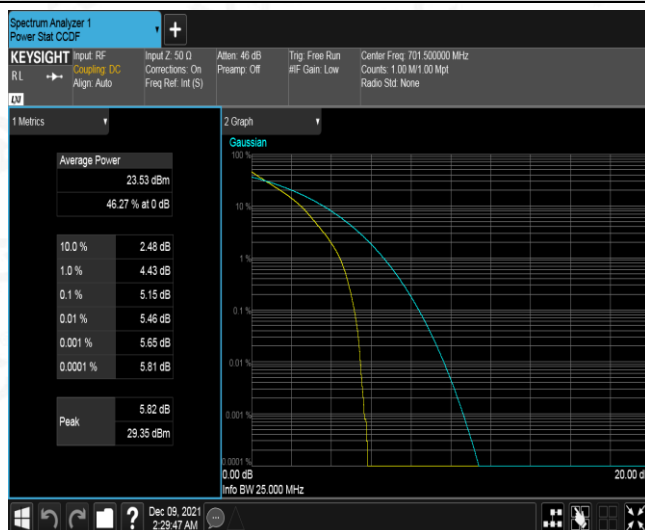 Spectrum Analyzer 1
Power Stat CCDF
+
KEYSIGHT
RL
Input: RF
Coupling: DC
Align: Auto
Input Z: 50 Ω
Corrections: On
Freq Ref: Int (S)
Atten: 46 dB
Preamp: Off
Trig: Free Run
#IF Gain: Low
Center Freq: 701.500000 MHz
Counts: 1.00 M/1.00 Mpt
Radio Std: None
1 Metrics
Average Power
23.53 dBm
46.27 % at 0 dB
10.0 % 2.48 dB
1.0 % 4.43 dB
0.1 % 5.15 dB
0.01 % 5.46 dB
0.001 % 5.65 dB
0.0001 % 5.81 dB
Peak
5.82 dB
29.35 dBm
2 Graph
Gaussian
100 %
10 %
1 %
0.1 %
0.01 %
0.001 %
0.0001 %
0.00 dB
20.00 d
Info BW 25.000 MHz
?
Dec 09, 2021
2:29:47 AM